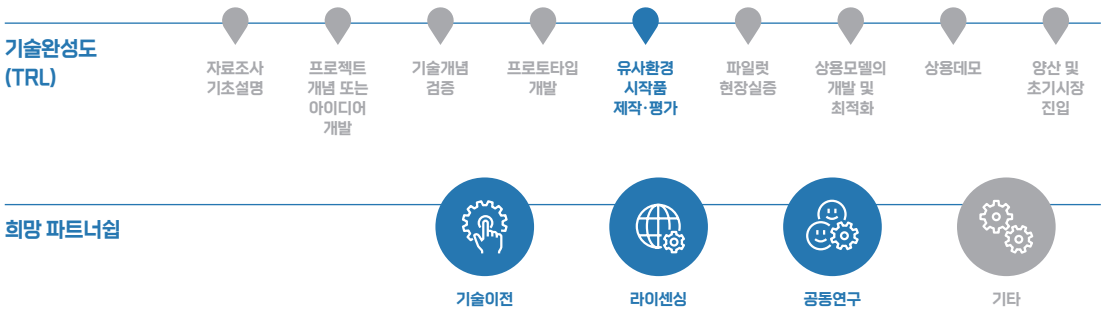 기술완성도
(TRL)
자료조사
기초설명
프로젝트
개념 또는
아이디어
개발
기술개념
검증
프로토타입
개발
유사환경
시작품
제작·평가
파일럿
현장실증
상용모델의
개발 및
최적화
상용데모
양산 및
초기시장
진입
희망 파트너쉽
기술이전
라이센싱
공동연구
기타